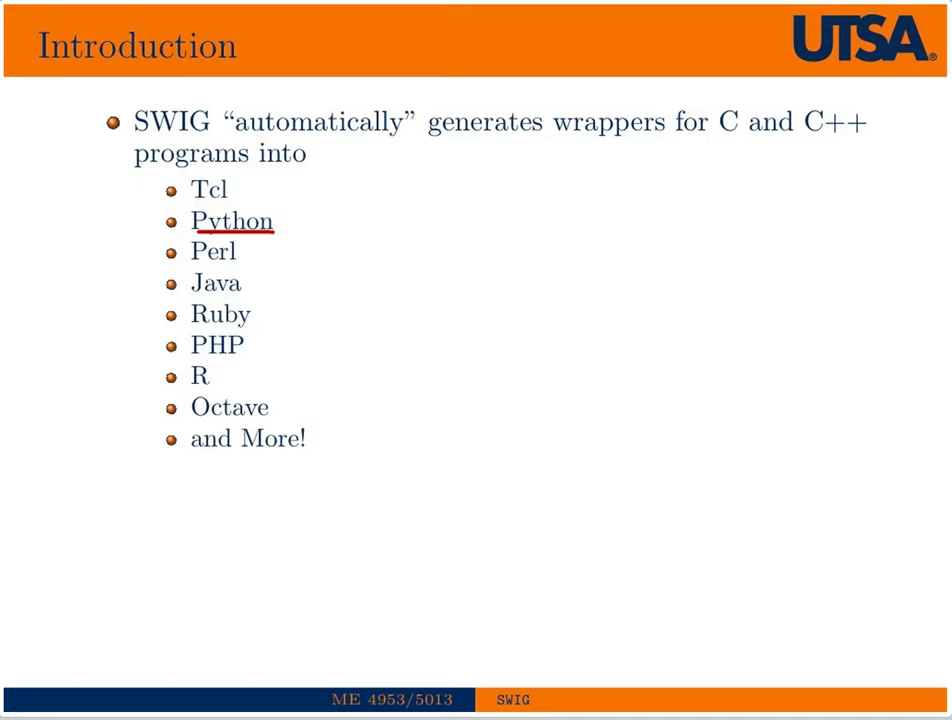 Introduction
UTSA®
SWIG “automatically” generates wrappers for C and C++
programs into
Tcl
Python
Perl
Java
Ruby
PHP
R
Octave
and More!
ME 4953/5013
SWIG